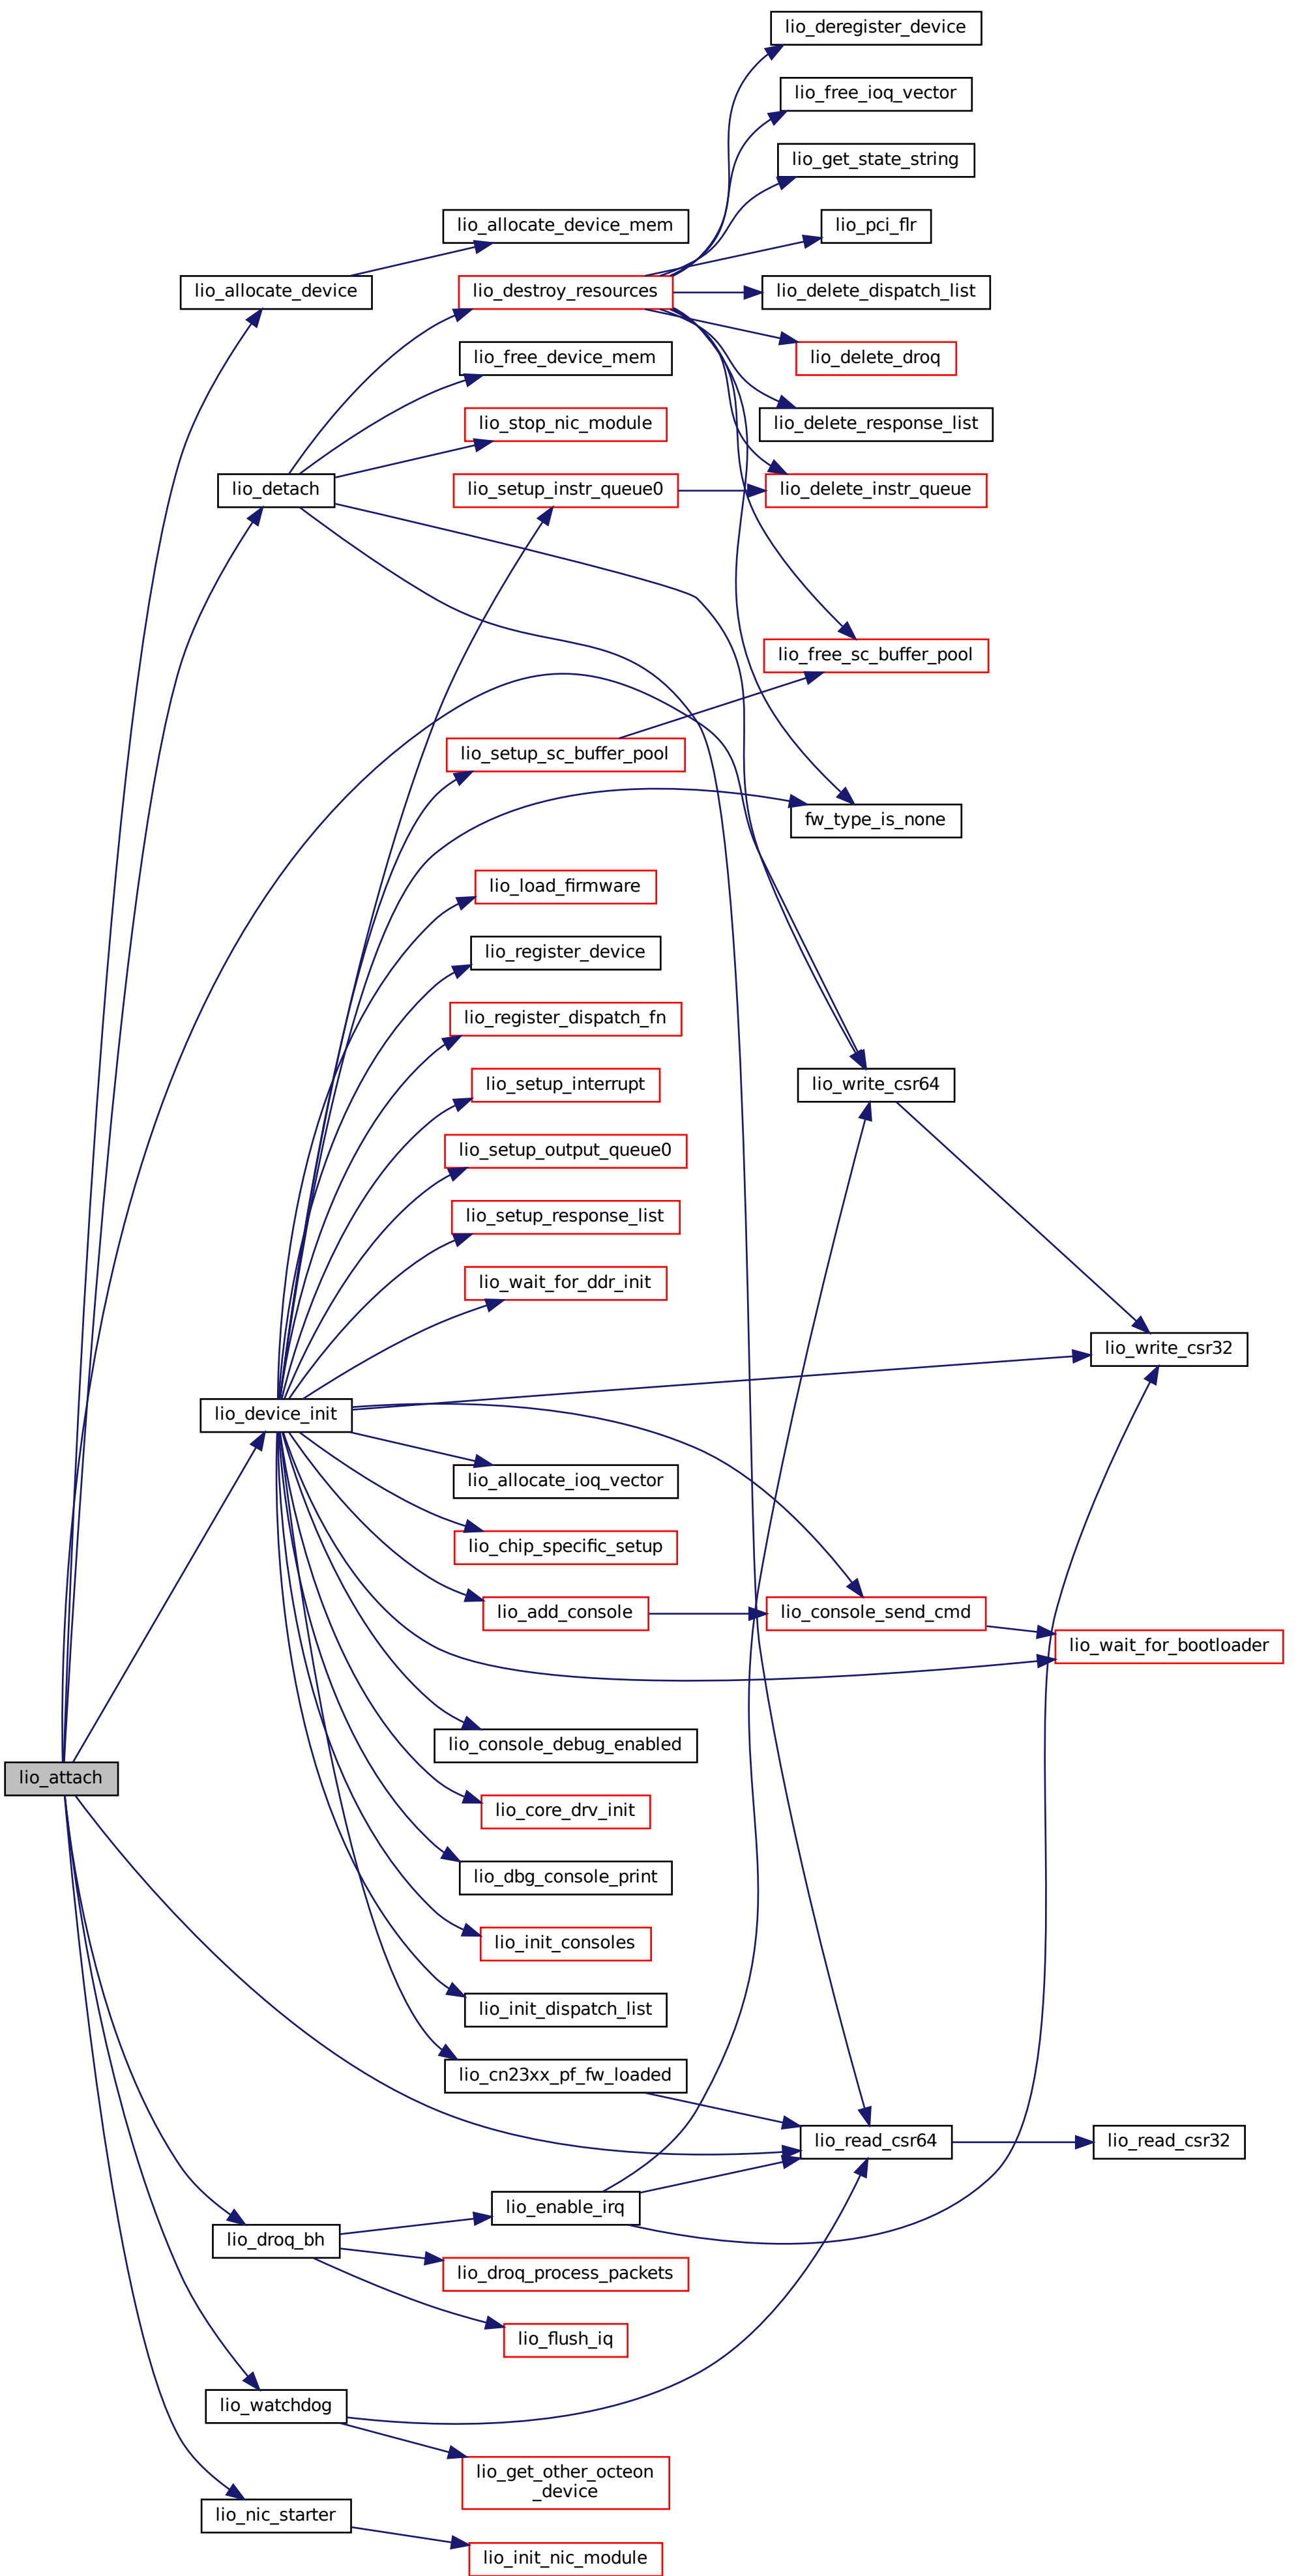 lio_deregister_device
lio_free_ioq_vector
lio_get_state_string
lio_pci_flr
lio_allocate_device_mem
lio_allocate_device
lio_destroy_resources
lio_delete_dispatch_list
lio_free_device_mem
lio_delete_droq
lio_stop_nic_module
lio_delete_response_list
lio_detach
lio_setup_instr_queue0
lio_delete_instr_queue
lio_free_sc_buffer_pool
lio_setup_sc_buffer_pool
fw_type_is_none
lio_load_firmware
lio_register_device
lio_register_dispatch_fn
lio_setup_interrupt
lio_write_csr64
lio_setup_output_queue0
lio_setup_response_list
lio_wait_for_ddr_init
lio_write_csr32
lio_device_init
lio_allocate_ioq_vector
lio_chip_specific_setup
lio_add_console
lio_console_send_cmd
lio_wait_for_bootloader
lio_console_debug_enabled
lio_attach
lio_core_drv_init
lio_dbg_console_print
lio_init_consoles
lio_init_dispatch_list
lio_cn23xx_pf_fw_loaded
lio_read_csr64
lio_read_csr32
lio_enable_irq
lio_droq_bh
lio_droq_process_packets
lio_flush_iq
lio_watchdog
lio_get_other_octeon
_device
lio_nic_starter
lio_init_nic_module